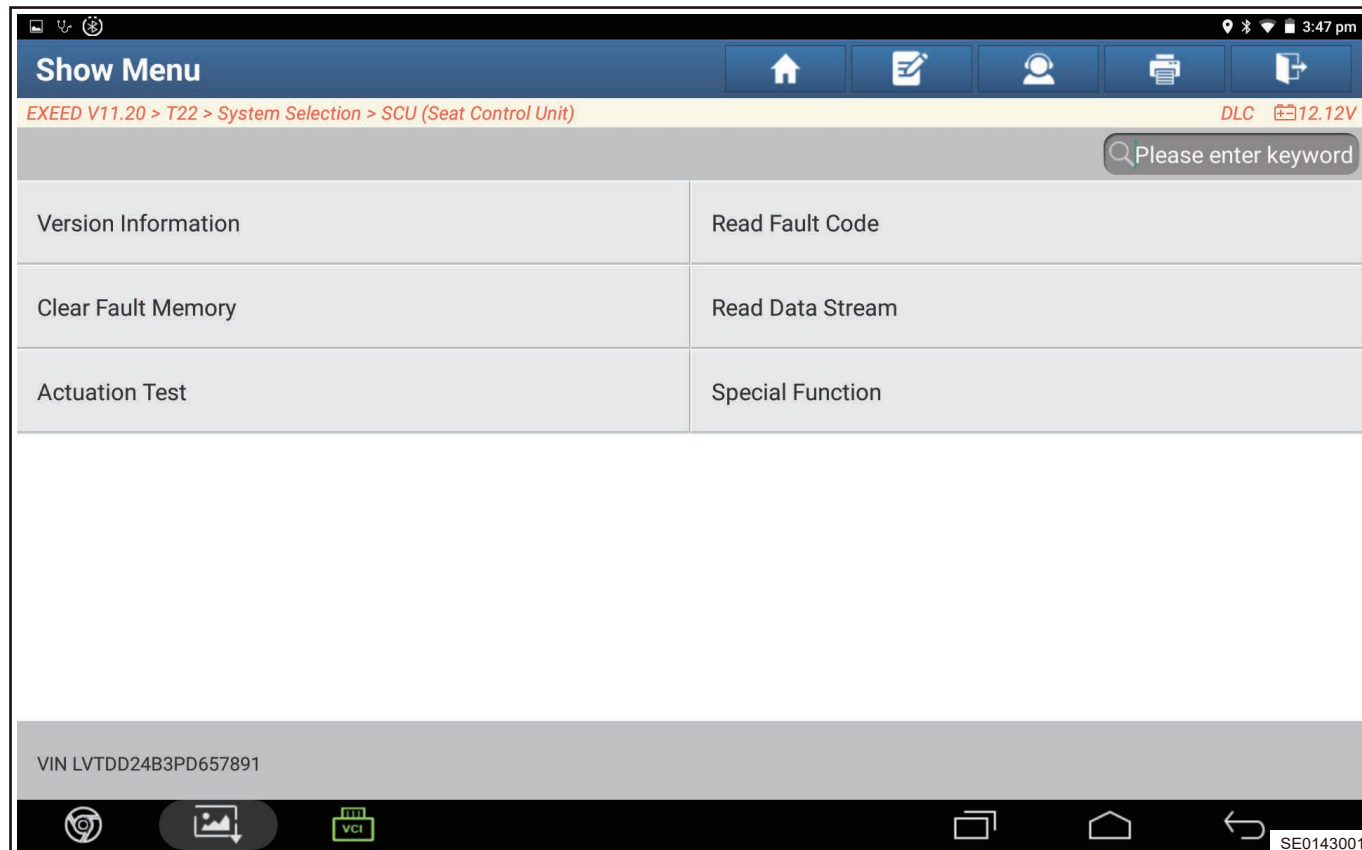 3:47 pm
Show Menu
EXEED V11.20 > T22 > System Selection > SCU (Seat Control Unit)
DLC 12.12V
Please enter keyword
Version Information
Read Fault Code
Clear Fault Memory
Read Data Stream
Actuation Test
Special Function
VIN LVTDD24B3PD657891
VCI
SE0143001